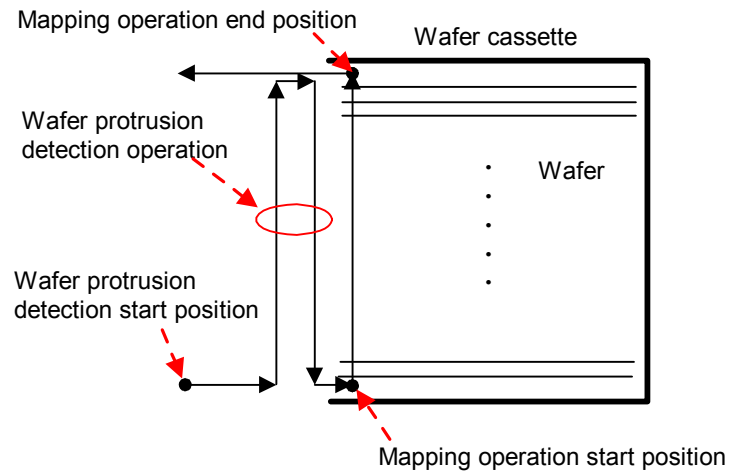 Mapping operation end position
Wafer cassette
Wafer protrusion
detection operation
Wafer
Wafer protrusion
detection start position
Mapping operation start position